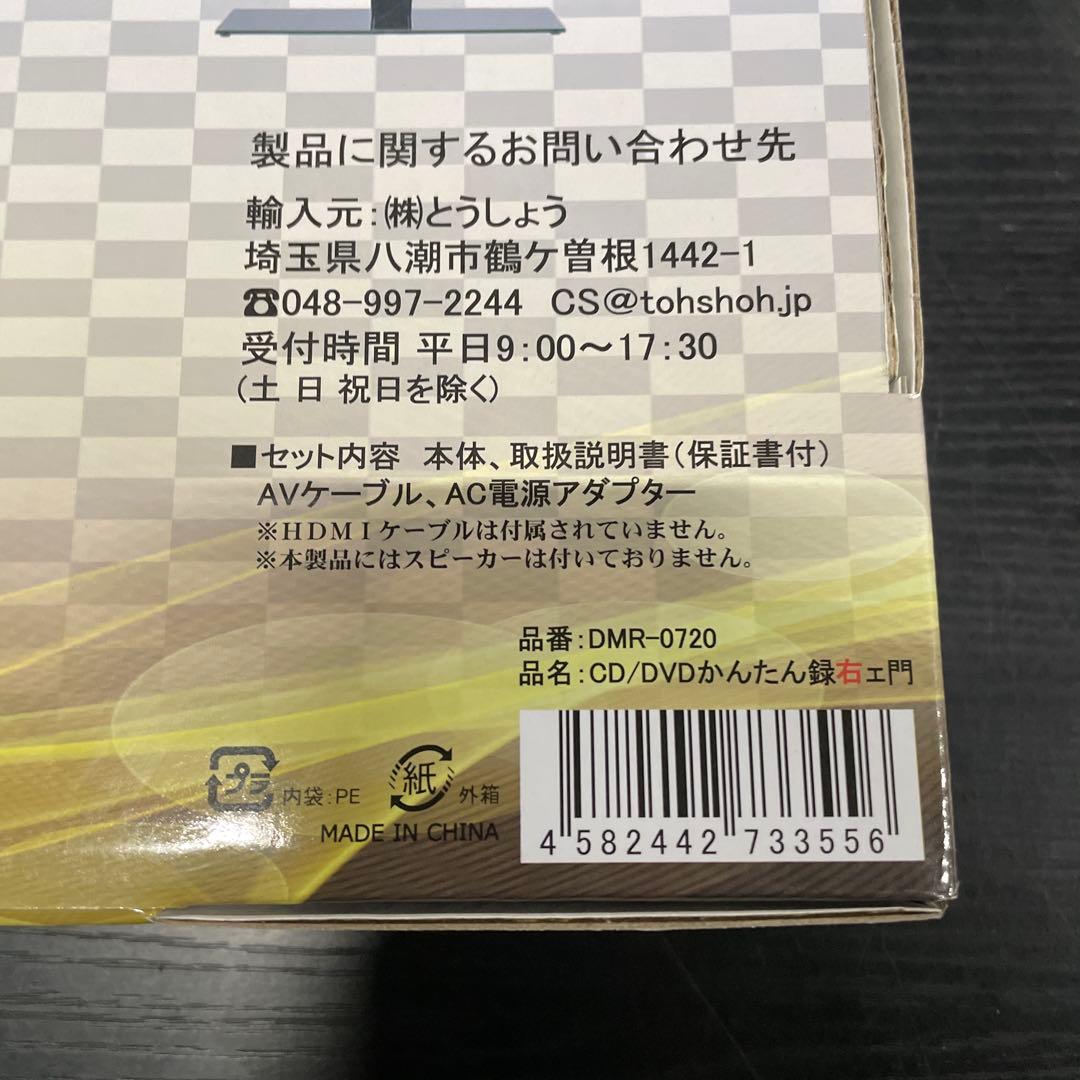 製品に関するお問い合わせ先
輸入元:㈱とうしょう
埼玉県八潮市鶴ケ曽根1442-1
☎048-997-2244 CS@tohshoh.jp
受付時間 平日9:00～17:30
(土 日 祝日を除く)
■セット内容 本体、取扱説明書(保証書付)
AVケーブル、AC電源アダプター
※HDMIケーブルは付属されていません。
※本製品にはスピーカーは付いておりません。
品番:DMR-0720
品名:CD/DVDかんたん録右ェ門
プラ 内袋:PE 紙 外箱
MADE IN CHINA
4 582442 733556